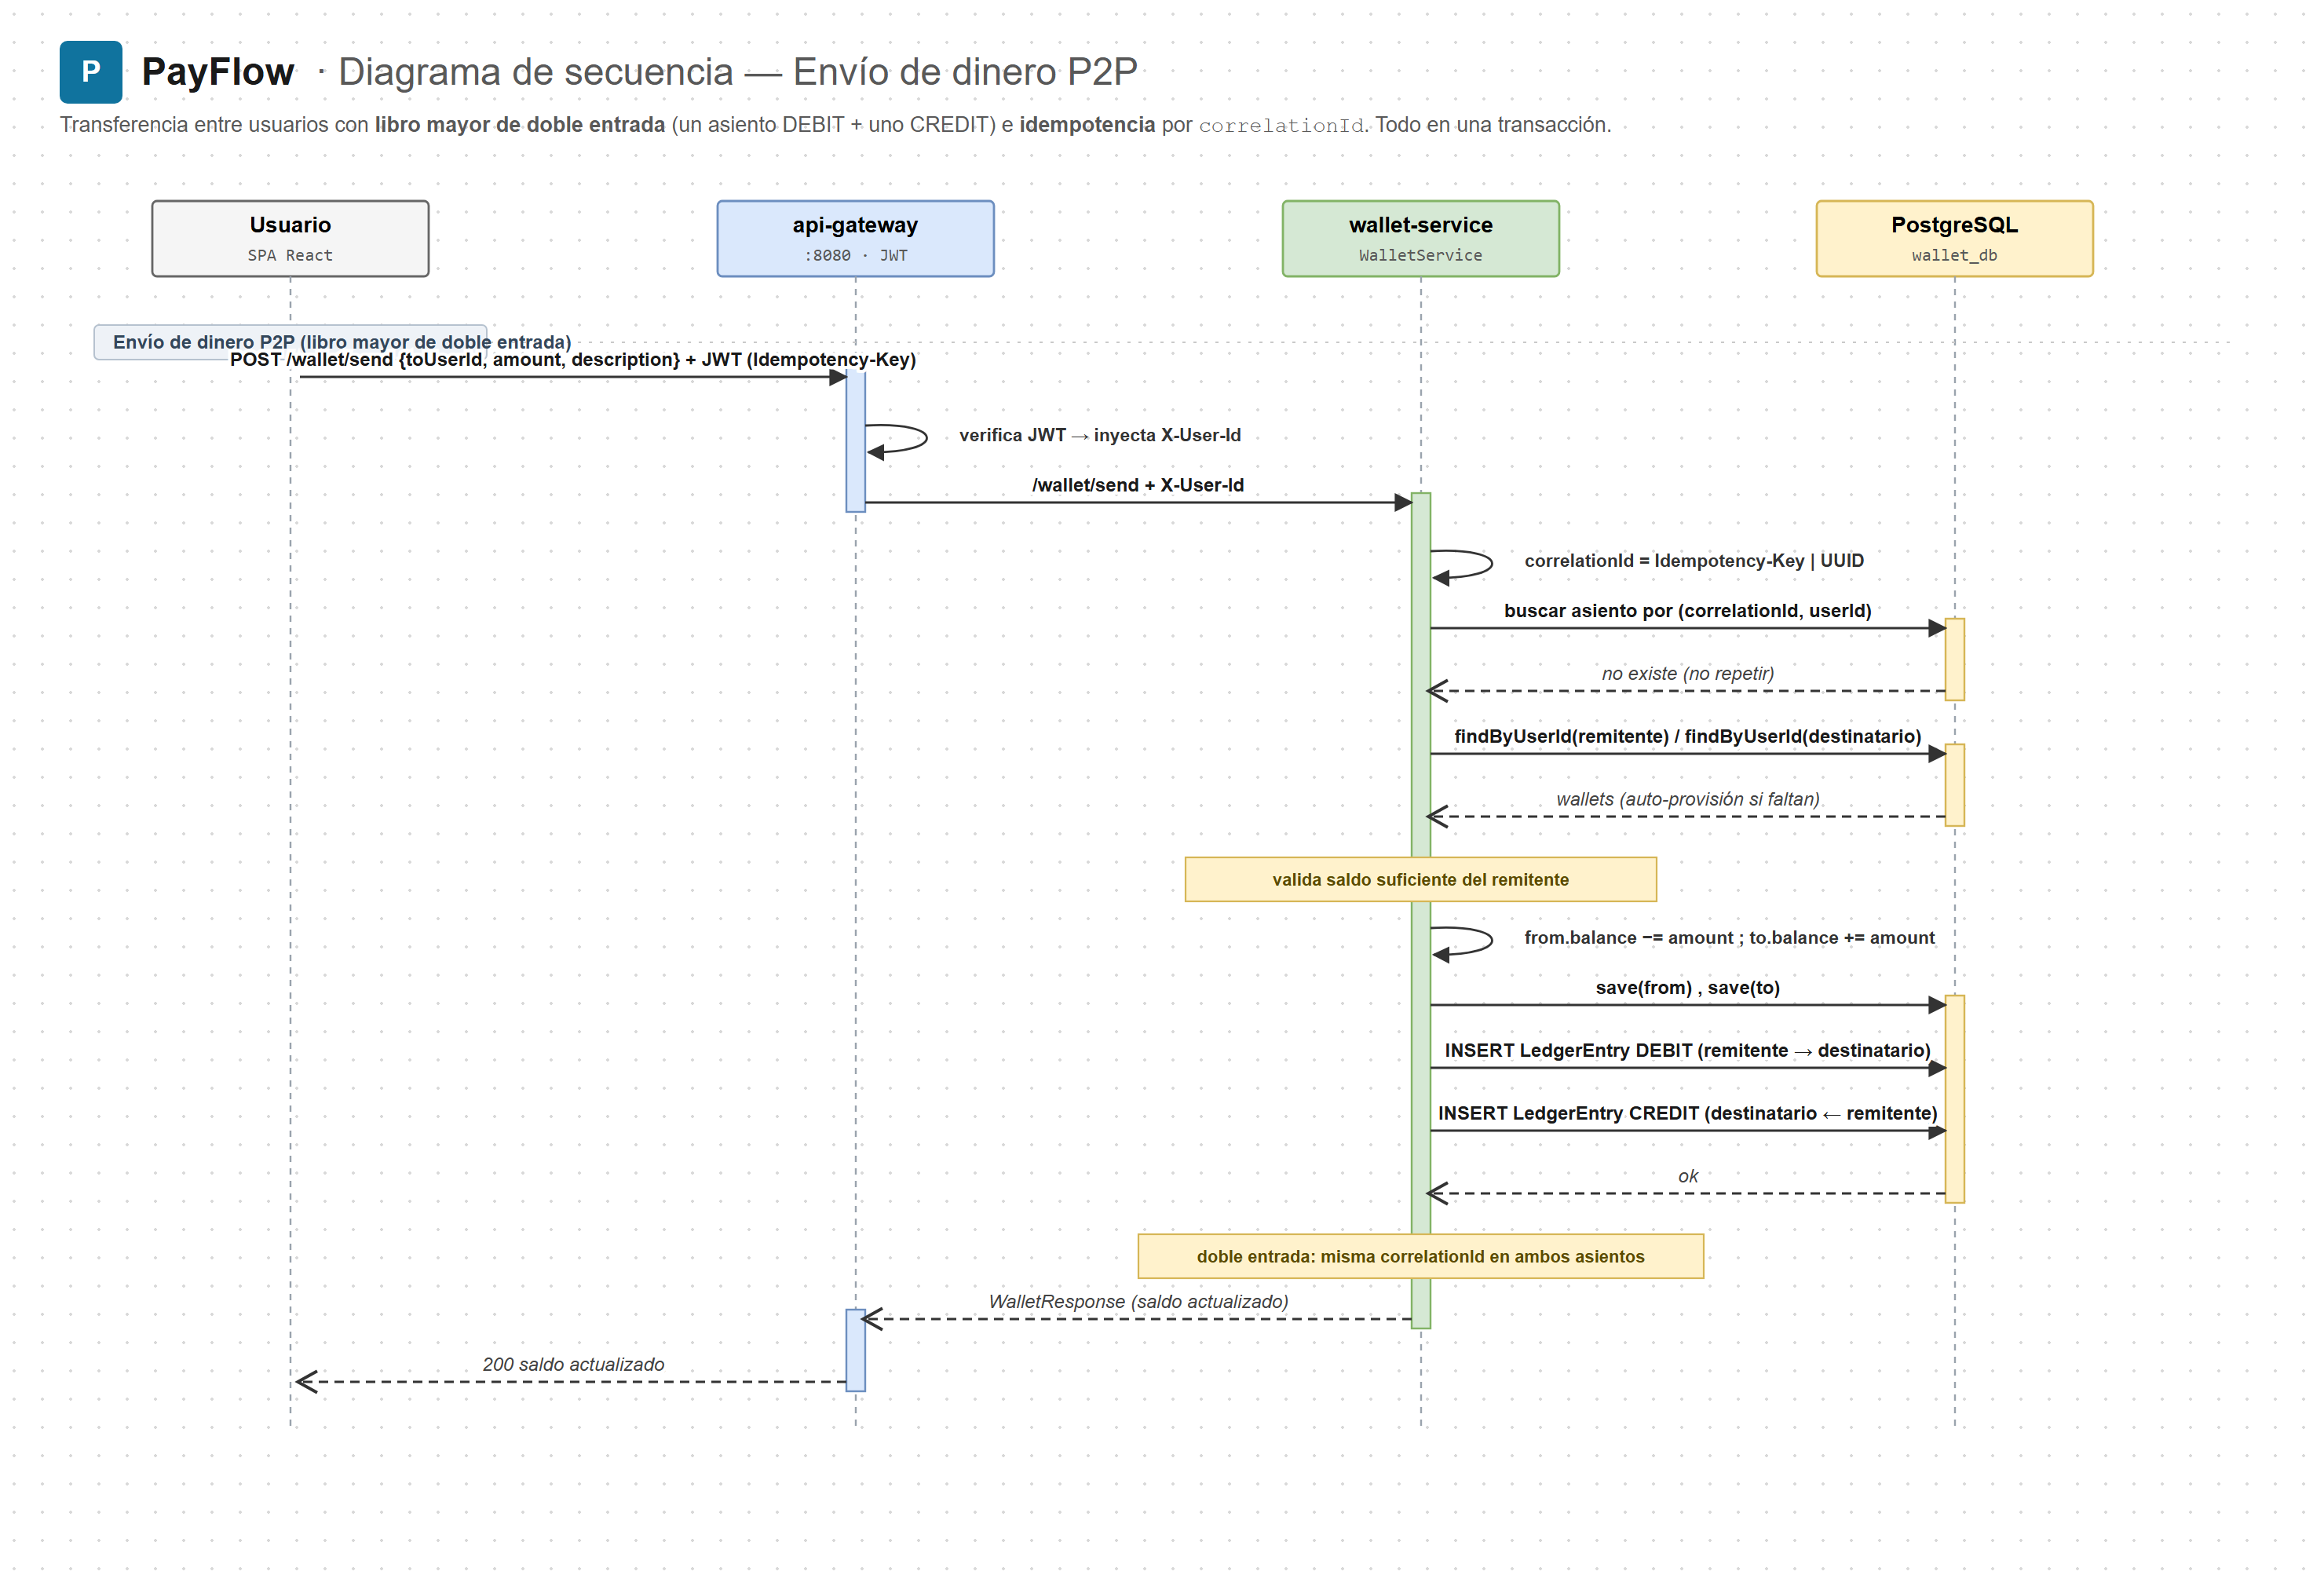 P
PayFlow · Diagrama de secuencia — Envío de dinero P2P
Transferencia entre usuarios con libro mayor de doble entrada (un asiento DEBIT + uno CREDIT) e idempotencia por correlationId. Todo en una transacción.
Usuario
SPA React
api-gateway
:8080 · JWT
wallet-service
WalletService
PostgreSQL
wallet_db
Envío de dinero P2P (libro mayor de doble entrada)
POST /wallet/send {toUserId, amount, description} + JWT (Idempotency-Key)
verifica JWT → inyecta X-User-Id
/wallet/send + X-User-Id
correlationId = Idempotency-Key | UUID
buscar asiento por (correlationId, userId)
no existe (no repetir)
findByUserId(remitente) / findByUserId(destinatario)
wallets (auto-provisión si faltan)
valida saldo suficiente del remitente
from.balance −= amount ; to.balance += amount
save(from) , save(to)
INSERT LedgerEntry DEBIT (remitente → destinatario)
INSERT LedgerEntry CREDIT (destinatario ← remitente)
ok
doble entrada: misma correlationId en ambos asientos
WalletResponse (saldo actualizado)
200 saldo actualizado